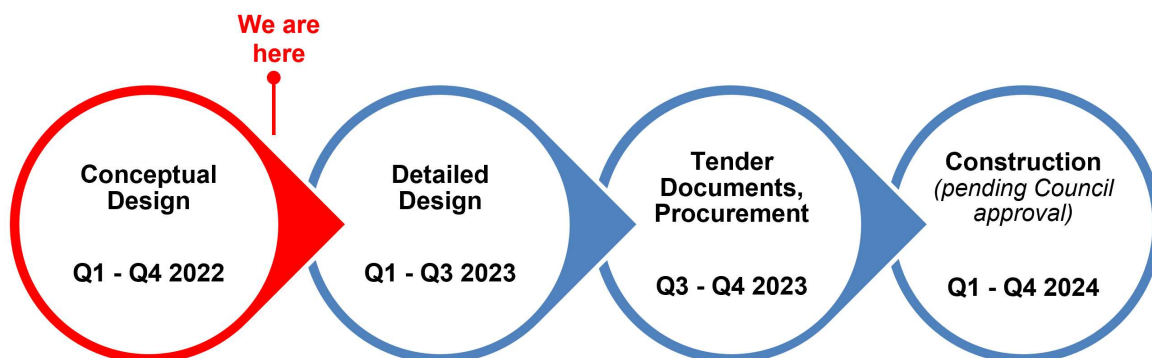 We are
here
Conceptual
Design
Q1 - Q4 2022
Detailed
Design
Q1 - Q3 2023
Tender
Documents,
Procurement
Q3 - Q4 2023
Construction
(pending Council
approval)
Q1 - Q4 2024